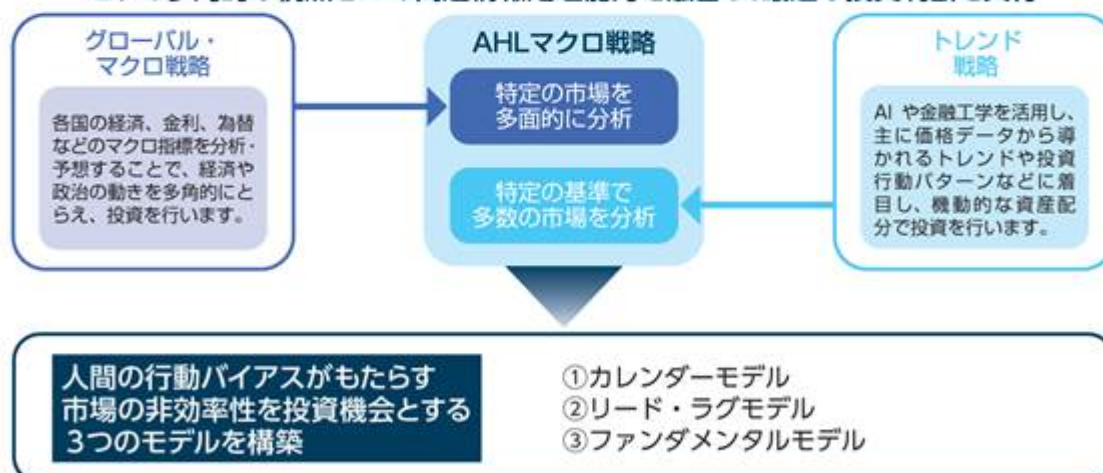 グローバル・
マクロ戦略
各国の経済、金利、為替
などのマクロ指標を分析・
予想することで、経済や
政治の動きを多角的にと
らえ、投資を行います。
AHLマクロ戦略
特定の市場を
多面的に分析
特定の基準で
多数の市場を分析
トレンド
戦略
AI や金融工学を活用し、
主に価格データから導
かれるトレンドや投資
行動パターンなどに着
目し、機動的な資産配
分で投資を行います。
人間の行動バイアスがもたらす
市場の非効率性を投資機会とする
3つのモデルを構築
①カレンダーモデル
②リード・ラグモデル
③ファンダメンタルモデル